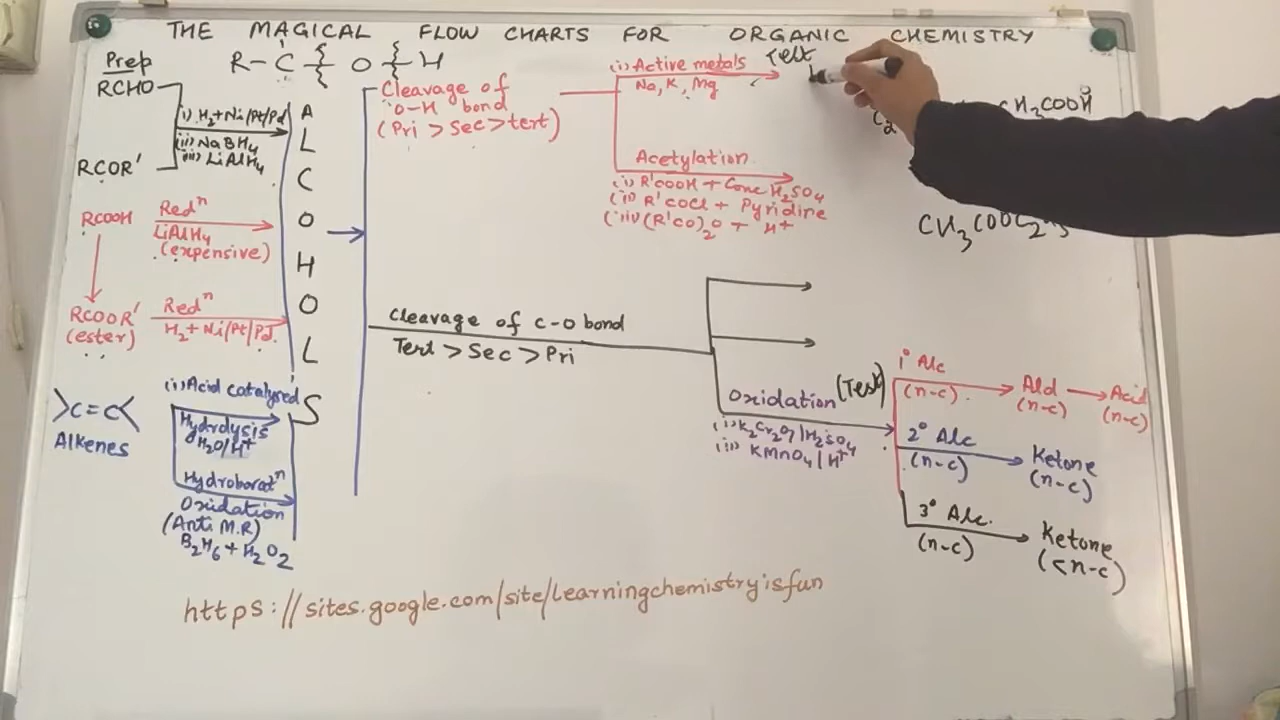 THE MAGICAL FLOW CHARTS FOR ORGANIC CHEMISTRY
Prep
R-C-O-H
RCHO
RCOR'
(i) H2+Ni/Pt/Pd
(ii) NaBH4
(iii) LiAlH4
RCOOH
Redn
LiAlH4
(expensive)
RCOOR'
(ester)
Redn
H2+Ni/Pt/Pd
>C=C<
Alkenes
(i) Acid catalysed
Hydrolysis
H2O/H+
Hydroboratn
Oxidation
(Anti M.R)
B2H6+H2O2
ALCOHOLS
Cleavage of
O-H bond
(Pri > Sec > tert)
(i) Active metals
Na, K, Mg
Acetylation
(i) R'COOH + Conc H2SO4
(ii) R'COCl + Pyridine
(iii) (R'CO)2O + H+
CH3COOH
C2
CH3COOC2
Cleavage of C-O bond
Tert > Sec > Pri
Oxidation (Test)
(i) K2Cr2O7/H2SO4
(ii) KMnO4/H+
1° Alc
(n-c)
Ald
(n-c)
Acid
(n-c)
2° Alc
(n-c)
Ketone
(n-c)
3° Alc.
(n-c)
Ketone
(<n-c)
https://sites.google.com/site/learningchemistryisfun